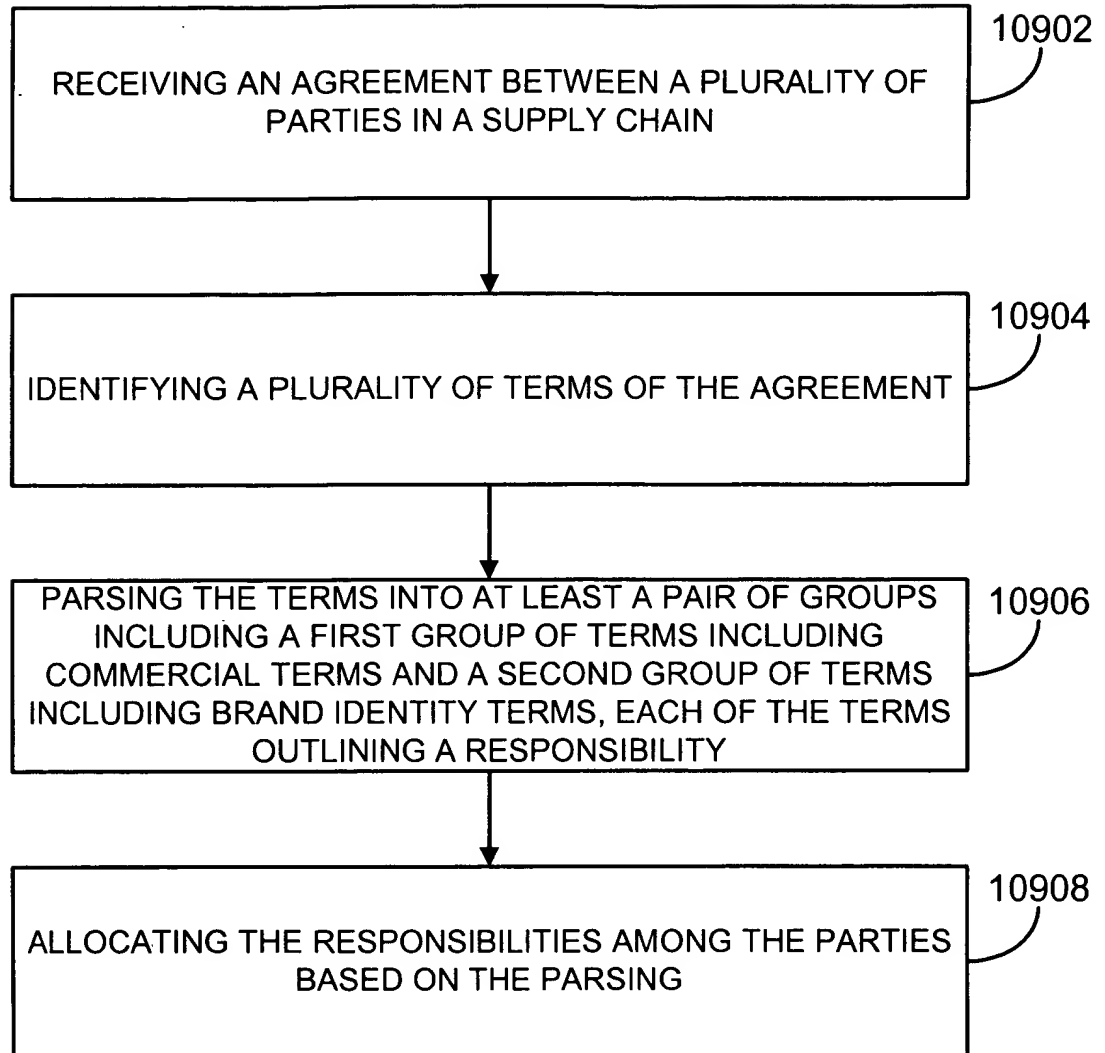 10902
RECEIVING AN AGREEMENT BETWEEN A PLURALITY OF
PARTIES IN A SUPPLY CHAIN
10904
IDENTIFYING A PLURALITY OF TERMS OF THE AGREEMENT
10906
PARSING THE TERMS INTO AT LEAST A PAIR OF GROUPS
INCLUDING A FIRST GROUP OF TERMS INCLUDING
COMMERCIAL TERMS AND A SECOND GROUP OF TERMS
INCLUDING BRAND IDENTITY TERMS, EACH OF THE TERMS
OUTLINING A RESPONSIBILITY
10908
ALLOCATING THE RESPONSIBILITIES AMONG THE PARTIES
BASED ON THE PARSING